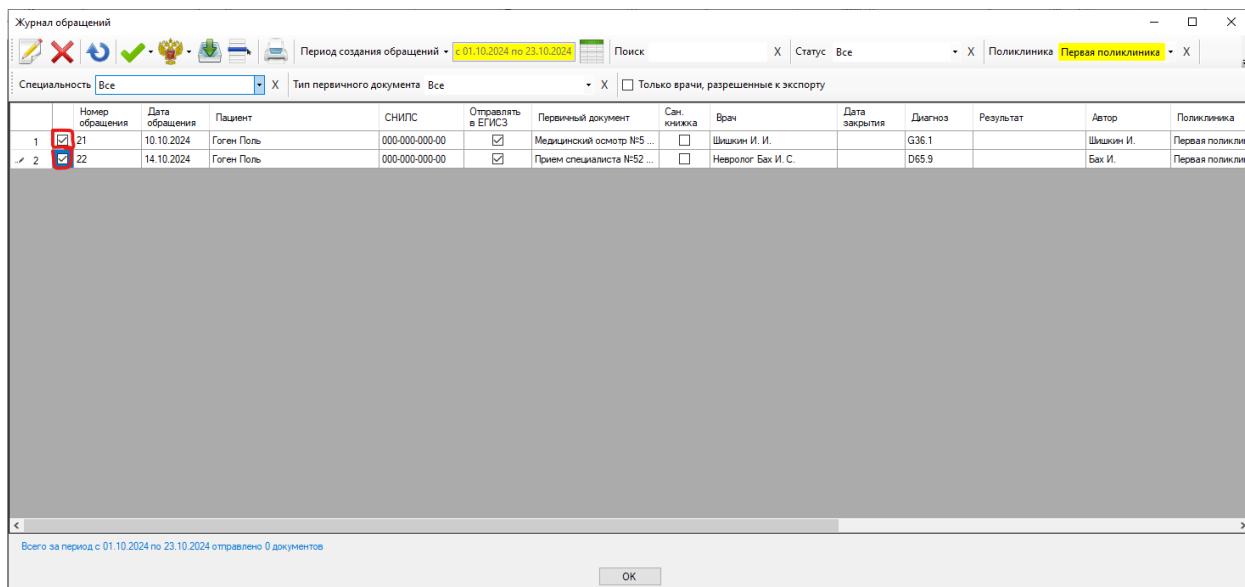 Журнал обращений
Период создания обращений с 01.10.2024 по 23.10.2024 Поиск X Статус Все X Поликлиника Первая поликлиника X
Специальность Все X Тип первичного документа Все X Только врачи, разрешенные к экспорту
Номер обращения Дата обращения Пациент СНИЛС Отправлять в ЕГИСЗ Первичный документ Сан. книжка Врач Дата закрытия Диагноз Результат Автор Поликлиника
1 21 10.10.2024 Гоген Поль 000-000-000-00 Медицинский осмотр №5 ... Шишкин И. И. G36.1 Шишкин И. Первая поликли
2 22 14.10.2024 Гоген Поль 000-000-000-00 Прием специалиста №52 ... Невролог Бах И. С. D65.9 Бах И. Первая поликли
Всего за период с 01.10.2024 по 23.10.2024 отправлено 0 документов
OK